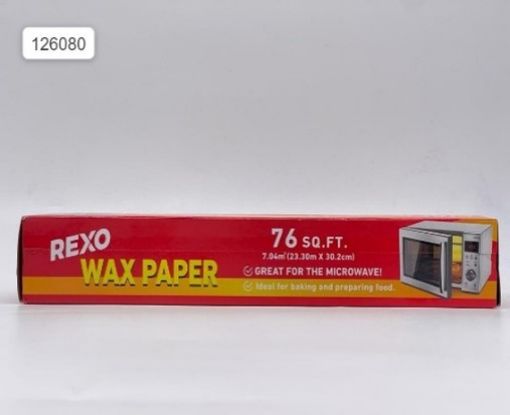 126080
REXO
WAX PAPER
76 SQ.FT.
7.04m² (23.30m X 30.2cm)
GREAT FOR THE MICROWAVE!
Ideal for baking and preparing food.